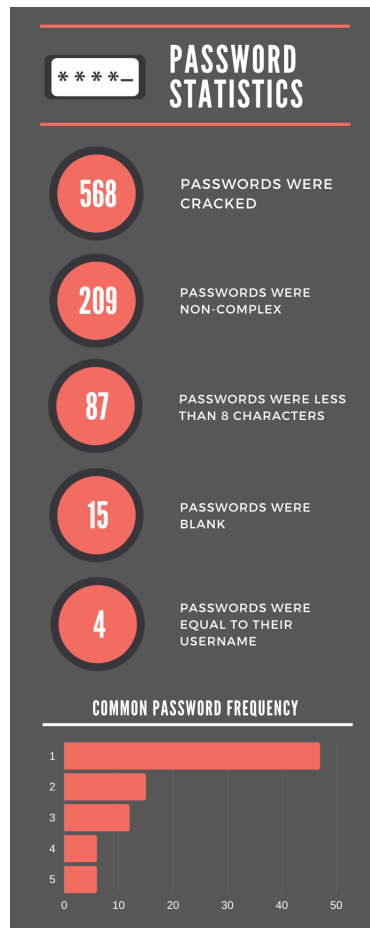 ****_
PASSWORD
STATISTICS
568
PASSWORDS WERE
CRACKED
209
PASSWORDS WERE
NON-COMPLEX
87
PASSWORDS WERE LESS
THAN 8 CHARACTERS
15
PASSWORDS WERE
BLANK
4
PASSWORDS WERE
EQUAL TO THEIR
USERNAME
COMMON PASSWORD FREQUENCY
1
2
3
4
5
0 10 20 30 40 50